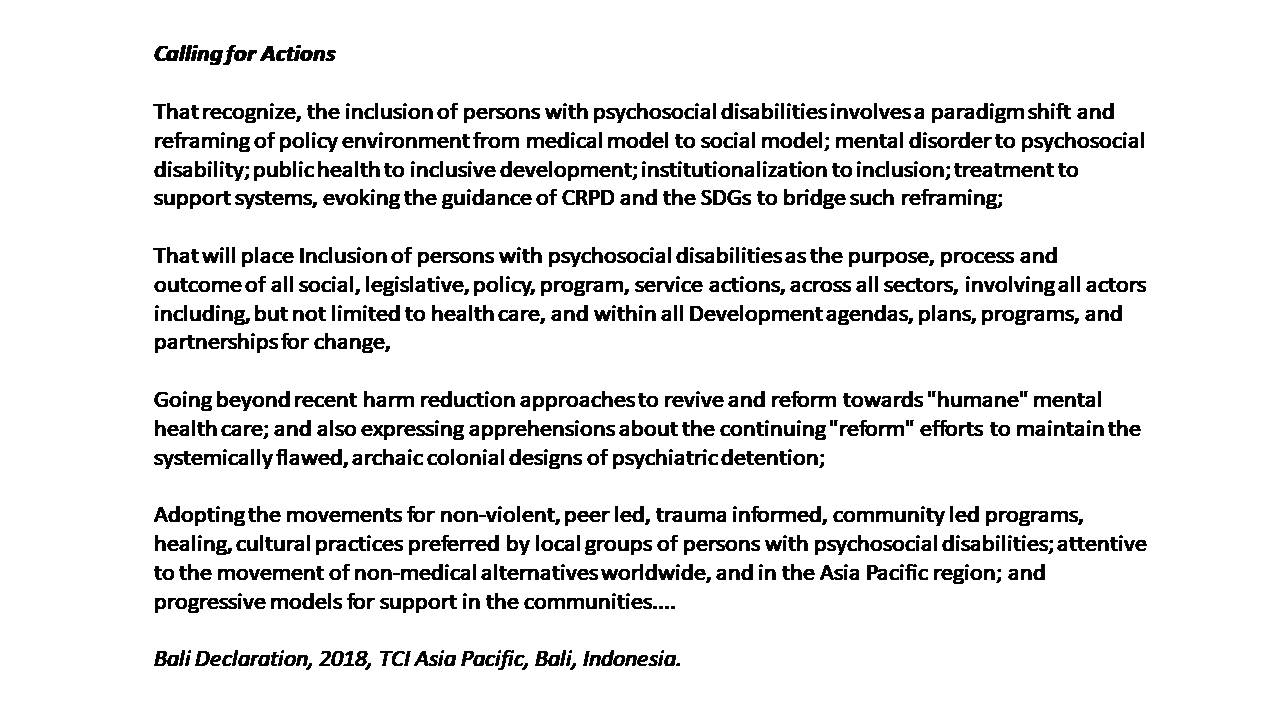 Calling for Actions
That recognize, the inclusion of persons with psychosocial disabilities involves a paradigm shift and
reframing of policy environment from medical model to social model; mental disorder to psychosocial
disability; public health to inclusive development; institutionalization to inclusion; treatment to
support systems, evoking the guidance of CRPD and the SDGs to bridge such reframing;
That will place Inclusion of persons with psychosocial disabilities as the purpose, process and
outcome of all social, legislative, policy, program, service actions, across all sectors, involving all actors
including, but not limited to health care, and within all Development agendas, plans, programs, and
partnerships for change,
Going beyond recent harm reduction approaches to revive and reform towards "humane" mental
health care; and also expressing apprehensions about the continuing "reform" efforts to maintain the
systemically flawed, archaic colonial designs of psychiatric detention;
Adopting the movements for non-violent, peer led, trauma informed, community led programs,
healing, cultural practices preferred by local groups of persons with psychosocial disabilities; attentive
to the movement of non-medical alternatives worldwide, and in the Asia Pacific region; and
progressive models for support in the communities....
Bali Declaration, 2018, TCI Asia Pacific, Bali, Indonesia.